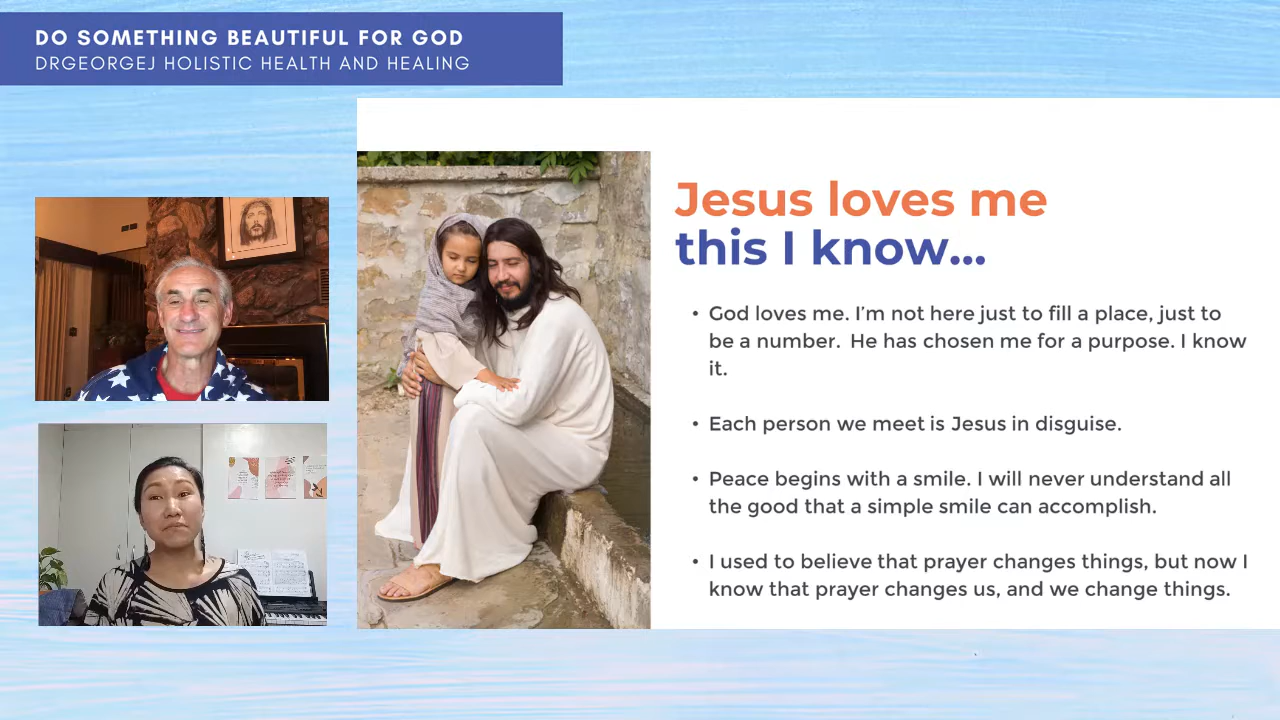 DO SOMETHING BEAUTIFUL FOR GOD
DRGEORGEJ HOLISTIC HEALTH AND HEALING
Jesus loves me
this I know...
• God loves me. I'm not here just to fill a place, just to
be a number.  He has chosen me for a purpose. I know
it.
• Each person we meet is Jesus in disguise.
• Peace begins with a smile. I will never understand all
the good that a simple smile can accomplish.
• I used to believe that prayer changes things, but now I
know that prayer changes us, and we change things.